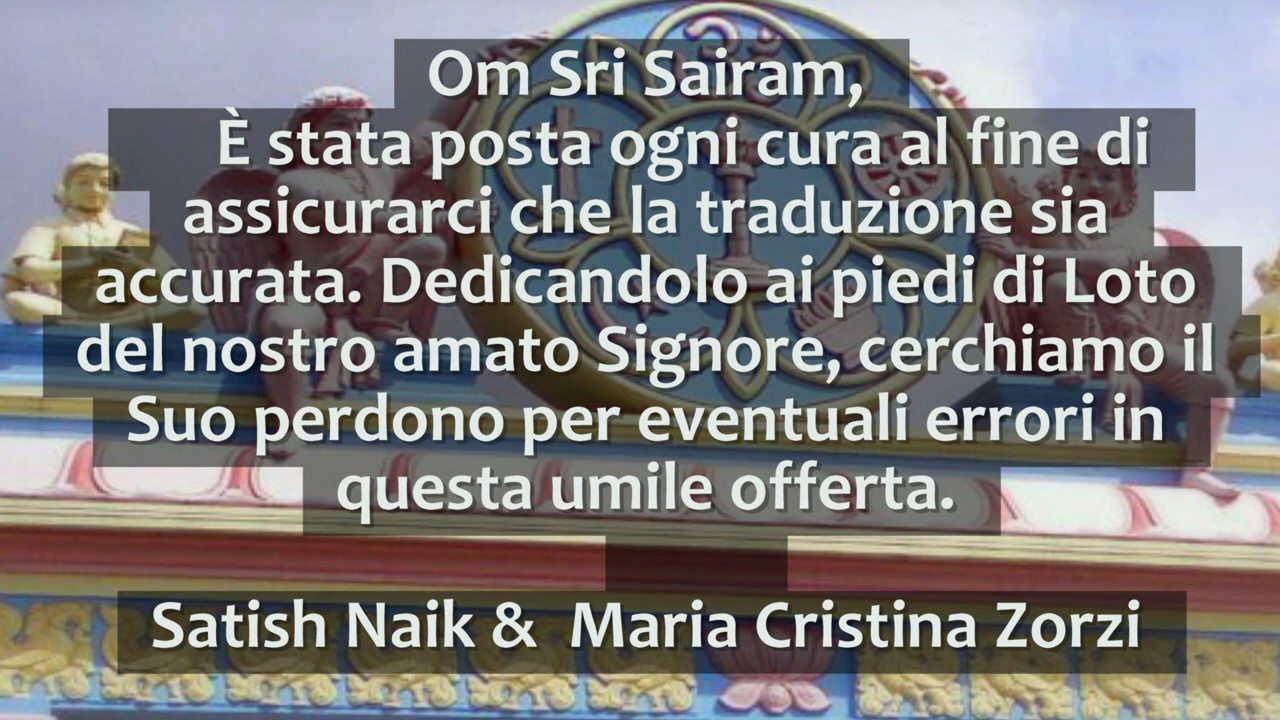 Om Sri Sairam,
È stata posta ogni cura al fine di
assicurarci che la traduzione sia
accurata. Dedicandolo ai piedi di Loto
del nostro amato Signore, cerchiamo il
Suo perdono per eventuali errori in
questa umile offerta.
Satish Naik & Maria Cristina Zorzi